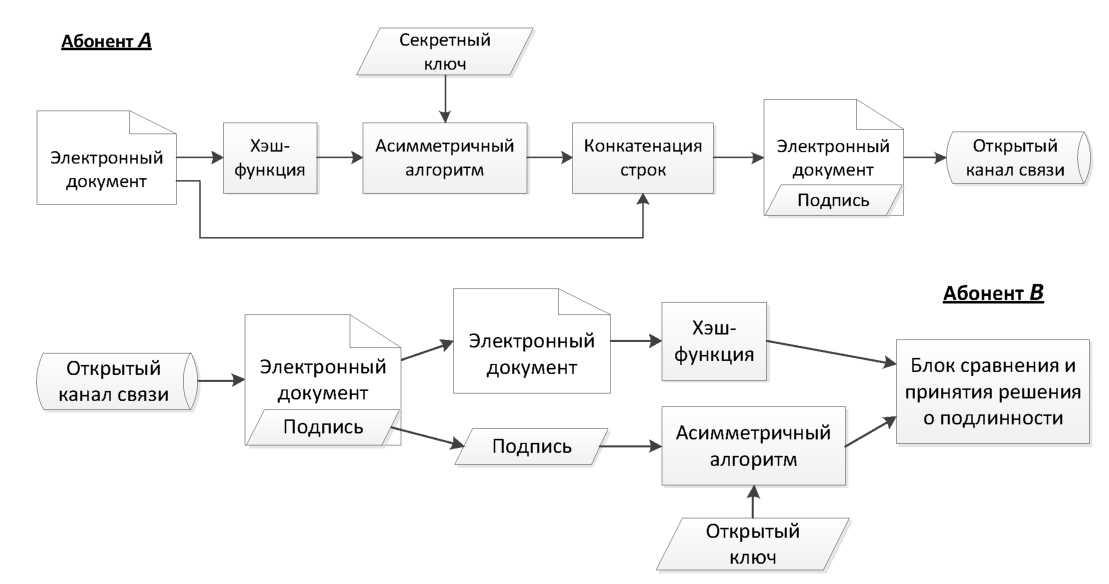 Абонент А
Секретный
ключ
Электронный
документ
Хэш-
функция
Асимметричный
алгоритм
Конкатенация
строк
Электронный
документ
Подпись
Открытый
канал связи
Абонент В
Открытый
канал связи
Электронный
документ
Подпись
Электронный
документ
Хэш-
функция
Подпись
Асимметричный
алгоритм
Блок сравнения и
принятия решения
о подлинности
Открытый
ключ